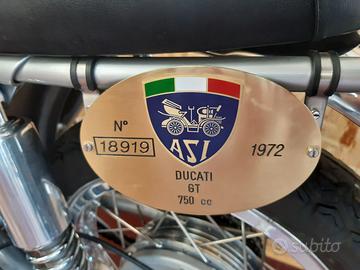 N°
18919
ASI
1972
DUCATI
GT
750 cc
subito